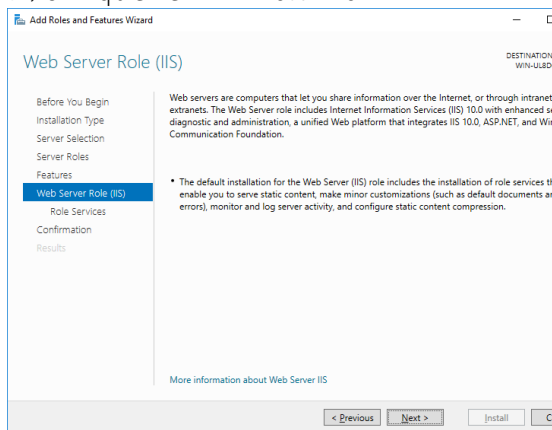 Add Roles and Features Wizard
Web Server Role (IIS)
DESTINATION
WIN-UL8D
Before You Begin
Installation Type
Server Selection
Server Roles
Features
Web Server Role (IIS)
Role Services
Confirmation
Results
Web servers are computers that let you share information over the Internet, or through intranet
extranets. The Web Server role includes Internet Information Services (IIS) 10.0 with enhanced
diagnostic and administration, a unified Web platform that integrates IIS 10.0, ASP.NET, and
Communication Foundation.
• The default installation for the Web Server (IIS) role includes the installation of role services
enable you to serve static content, make minor customizations (such as default documents
errors), monitor and log server activity, and configure static content compression.
More information about Web Server IIS
< Previous
Next >
Install